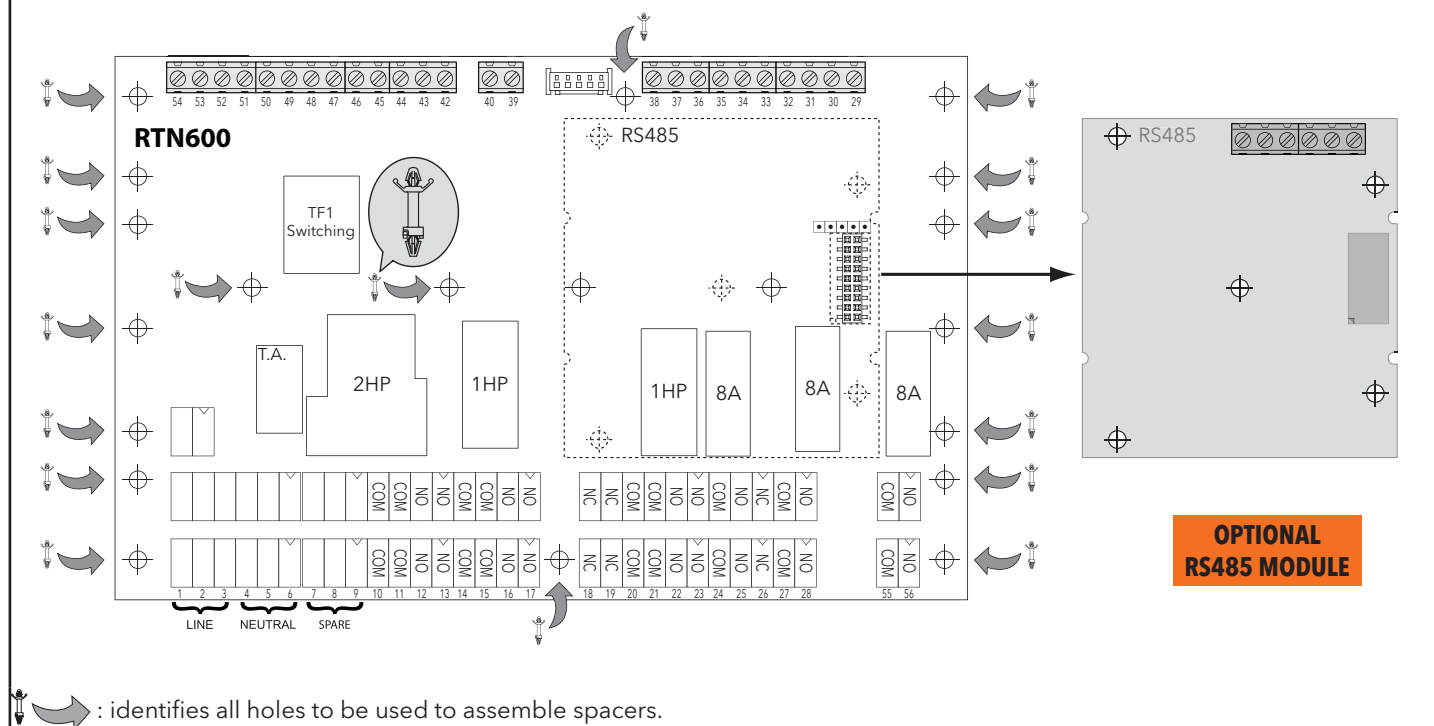 54 53 52 51 50 49 48 47 46 45 44 43 42 40 39 38 37 36 35 34 33 32 31 30 29
RTN600
RS485
RS485
TF1
Switching
T.A.
2HP
1HP
1HP
8A
8A
8A
COM COM NO NO COM COM NO NO NC NC COM COM NO NO COM NO NC COM NO COM NO
OPTIONAL
RS485 MODULE
COM COM NO NO COM COM NO NO NC NC COM COM NO NO COM NO NC COM NO COM NO
1 2 3 4 5 6 7 8 9 10 11 12 13 14 15 16 17 18 19 20 21 22 23 24 25 26 27 28 55 56
LINE NEUTRAL SPARE
: identifies all holes to be used to assemble spacers.